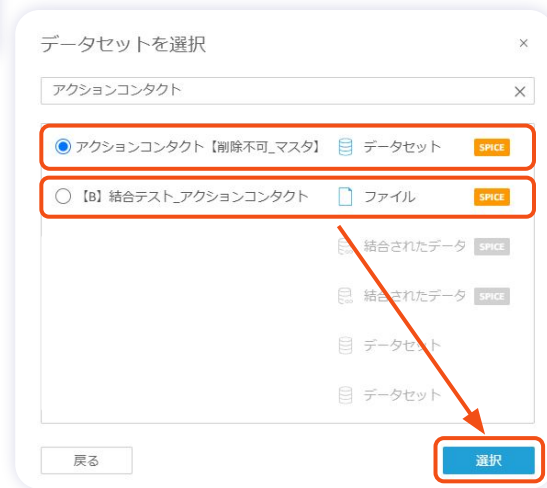 データセットを選択 ×
アクションコンタクト ×
アクションコンタクト【削除不可_マスタ】 データセット SPICE
【B】結合テスト_アクションコンタクト ファイル SPICE
結合されたデータ SPICE
結合されたデータ SPICE
データセット
データセット
戻る 選択